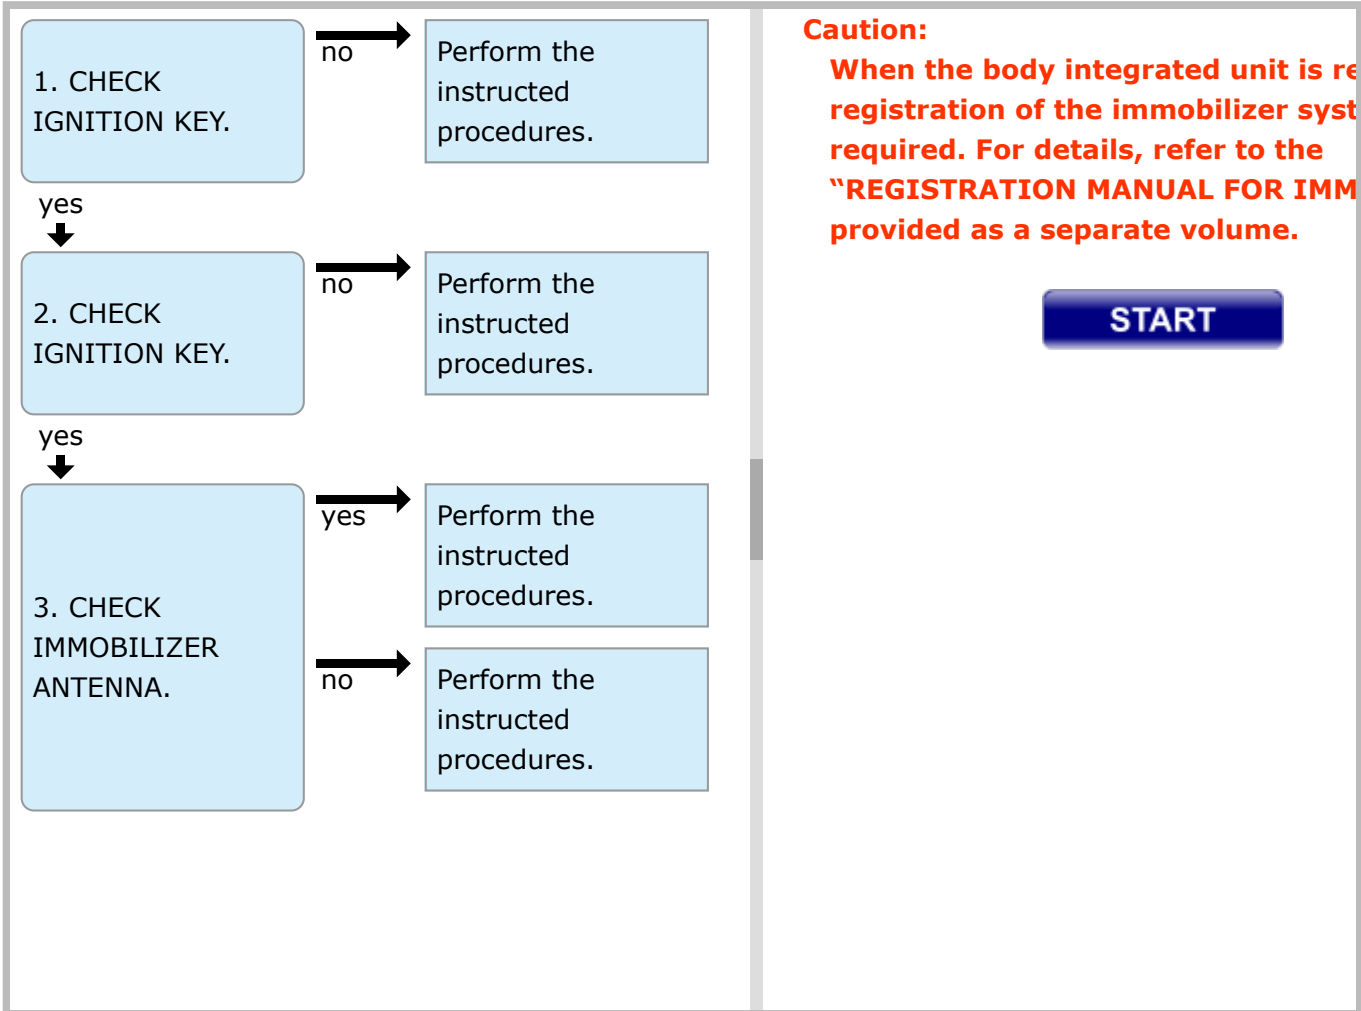 1. CHECK
IGNITION KEY.
no
Perform the
instructed
procedures.
yes
2. CHECK
IGNITION KEY.
no
Perform the
instructed
procedures.
yes
3. CHECK
IMMOBILIZER
ANTENNA.
yes
Perform the
instructed
procedures.
no
Perform the
instructed
procedures.
Caution:
When the body integrated unit is re
registration of the immobilizer syst
required. For details, refer to the
“REGISTRATION MANUAL FOR IMM
provided as a separate volume.
START